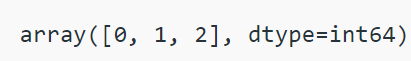 array([0, 1, 2], dtype=int64)